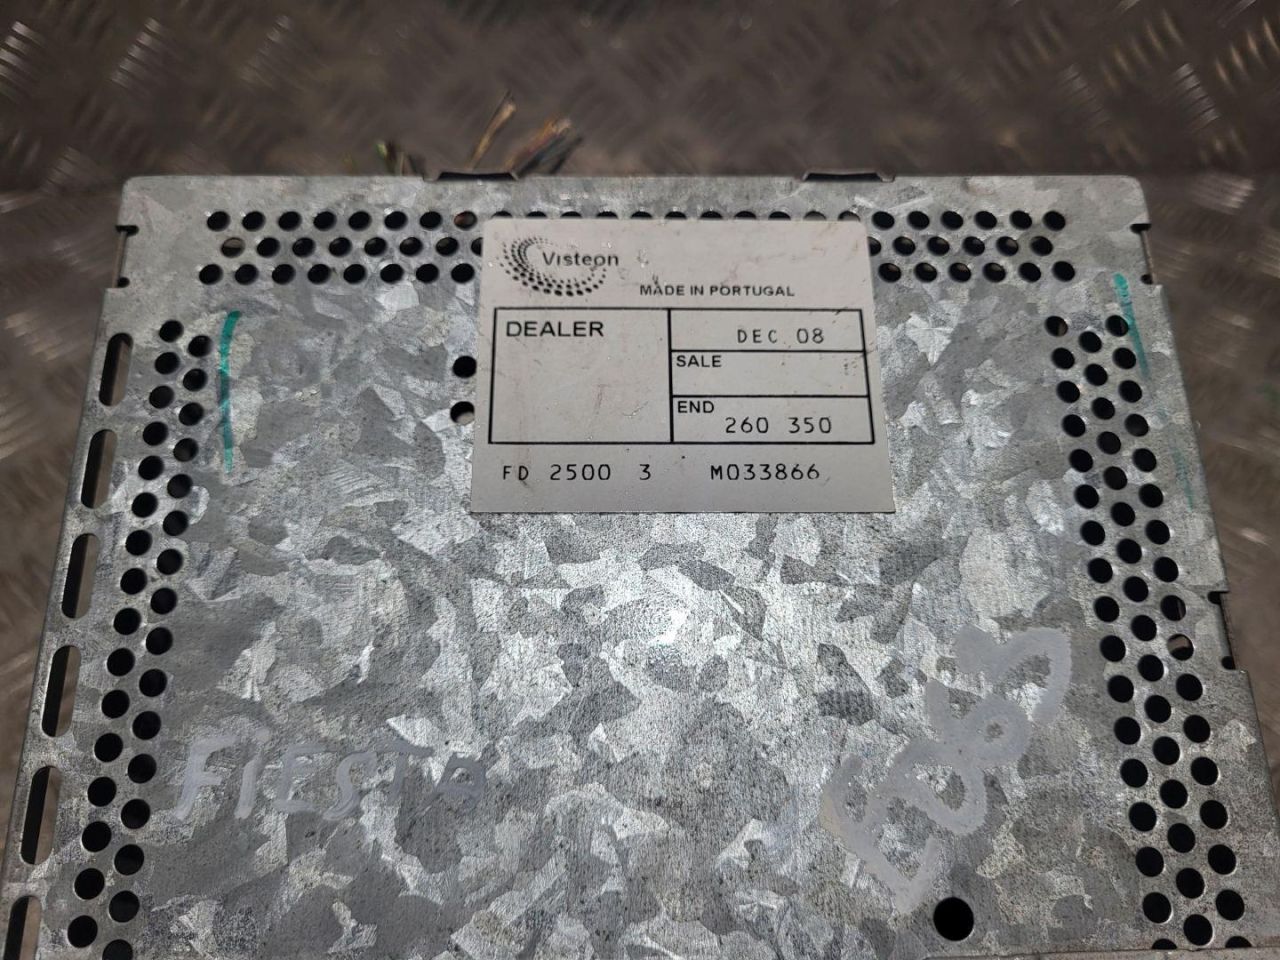 Visteon
MADE IN PORTUGAL
DEALER
DEC 08
SALE
END
260 350
FD 2500 3 M033866
FIESTA